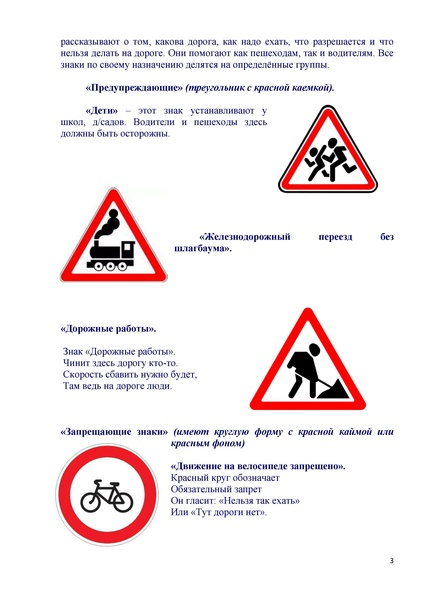 рассказывают о том, какова дорога, как надо ехать, что разрешается и что
нельзя делать на дороге. Они помогают как пешеходам, так и водителям. Все
знаки по своему назначению делятся на определённые группы.
«Предупреждающие» (треугольник с красной каемкой).
«Дети» – этот знак устанавливают у
школ, д/садов. Водители и пешеходы здесь
должны быть осторожны.
«Железнодорожный переезд без
шлагбаума».
«Дорожные работы».
Знак «Дорожные работы».
Чинит здесь дорогу кто-то.
Скорость сбавить нужно будет,
Там ведь на дороге люди.
«Запрещающие знаки» (имеют круглую форму с красной каймой или
красным фоном)
«Движение на велосипеде запрещено».
Красный круг обозначает
Обязательный запрет
Он гласит: «Нельзя так ехать»
Или «Тут дороги нет».
3